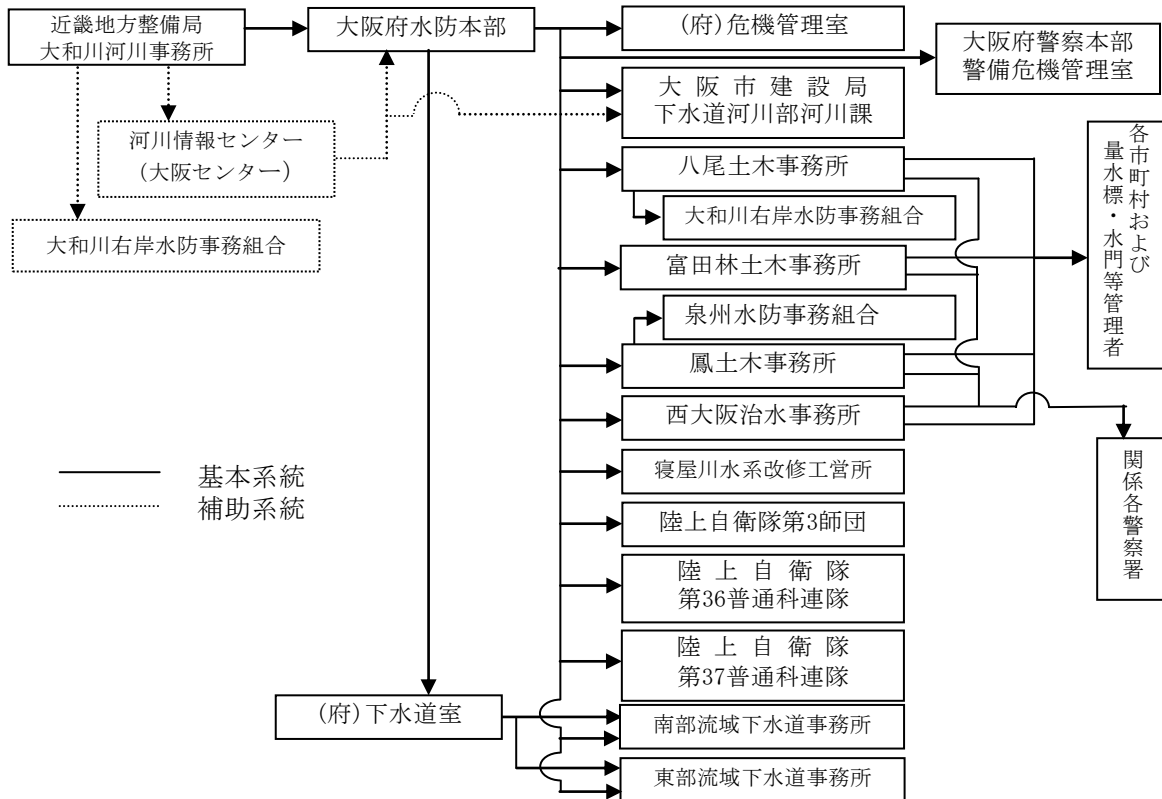 近畿地方整備局
大和川河川事務所
大阪府水防本部
(府)危機管理室
大阪府警察本部
警備危機管理室
大阪市建設局
下水道河川部河川課
河川情報センター
(大阪センター)
大和川右岸水防事務組合
八尾土木事務所
大和川右岸水防事務組合
富田林土木事務所
泉州水防事務組合
鳳土木事務所
西大阪治水事務所
各市町村および
量水標・水門等管理者
寝屋川水系改修工営所
陸上自衛隊第3師団
陸上自衛隊
第36普通科連隊
陸上自衛隊
第37普通科連隊
関係各警察署
基本系統
補助系統
(府)下水道室
南部流域下水道事務所
東部流域下水道事務所